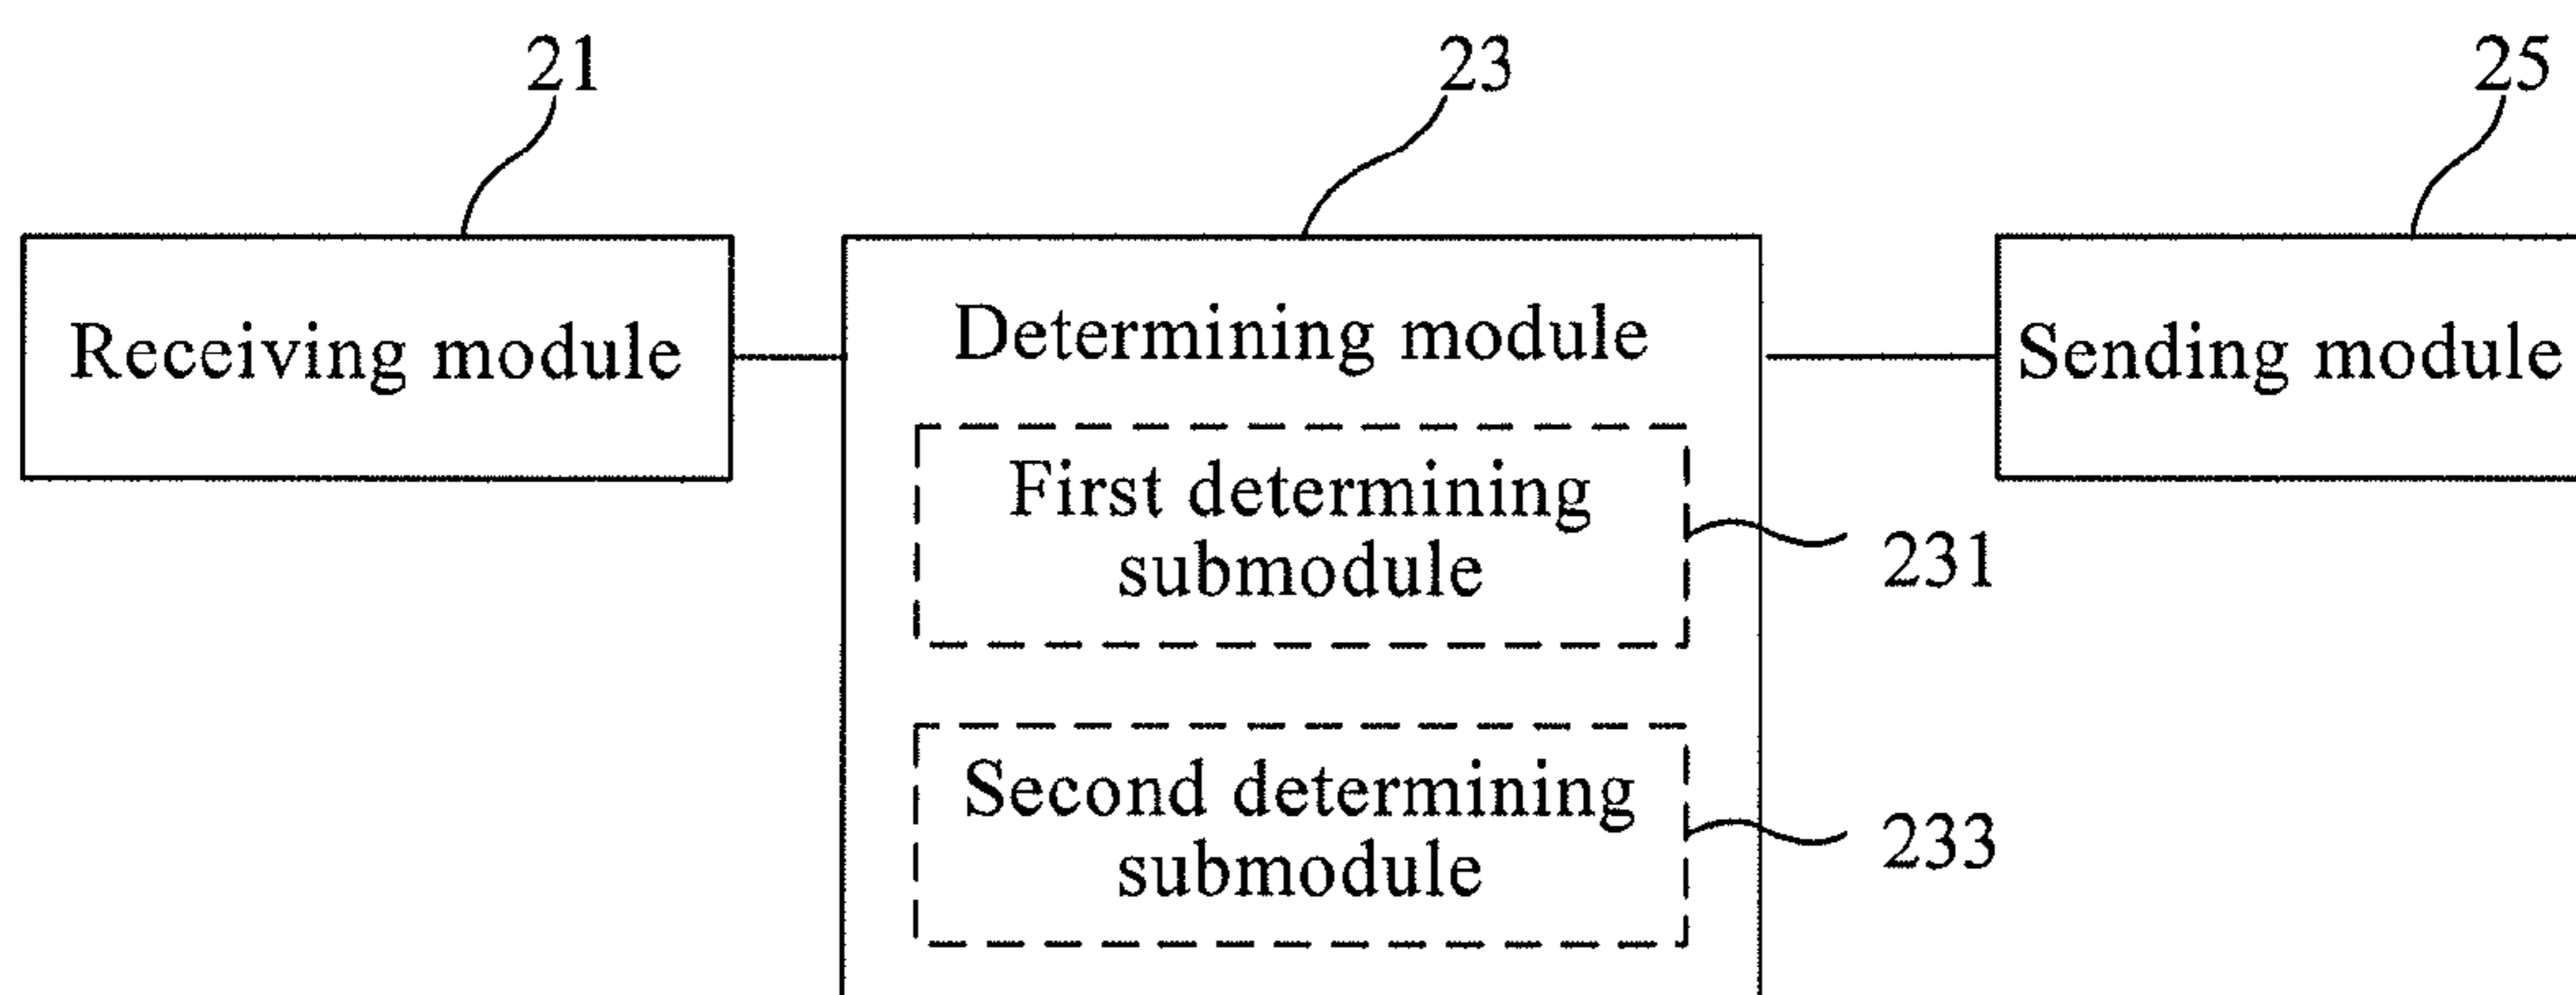 21
23
25
Receiving module
Determining module
Sending module
First determining
submodule
231
Second determining
submodule
233